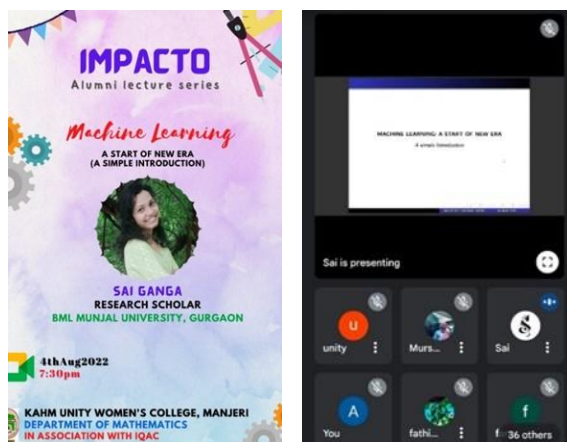 IMPACTO
Alumni lecture series
Machine Learning
A START OF NEW ERA
(A SIMPLE INTRODUCTION)
SAI GANGA
RESEARCH SCHOLAR
BML MUNJAL UNIVERSITY, GURGAON
4thAug2022
7:30pm
KAHM UNITY WOMEN'S COLLEGE, MANJERI
DEPARTMENT OF MATHEMATICS
IN ASSOCIATION WITH IQAC
MACHINE LEARNING: A START OF NEW ERA
A simple Introduction
Sai is presenting
U
unity
Murs...
S
Sai
A
You
fathi...
f
36 others